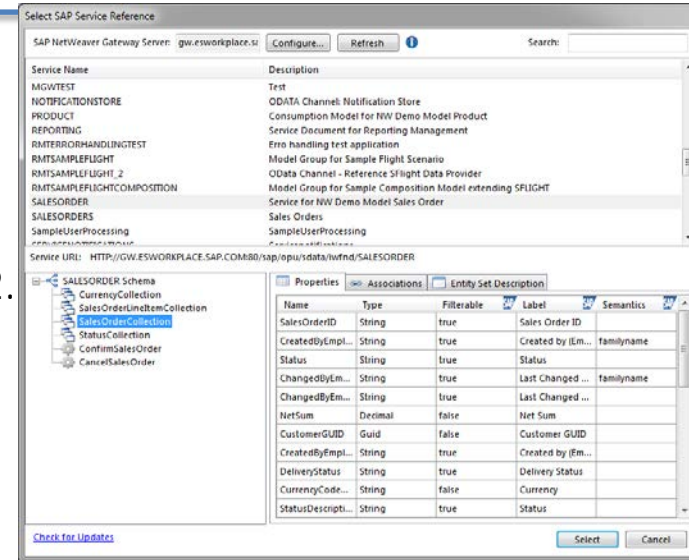 Select SAP Service Reference
SAP NetWeaver Gateway Server: gw.esworkplace.sa Configure... Refresh Search:
Service Name Description
MGWTEST Test
NOTIFICATIONSTORE ODATA Channel: Notification Store
PRODUCT Consumption Model for NW Demo Model Product
REPORTING Service Document for Reporting Management
RMTERRORHANDLINGTEST Erro handling test application
RMTSAMPLEFLIGHT Model Group for Sample Flight Scenario
RMTSAMPLEFLIGHT_2 OData Channel - Reference SFlight Data Provider
RMTSAMPLEFLIGHTCOMPOSITION Model Group for Sample Composition Model extending SFLIGHT
SALESORDER Service for NW Demo Model Sales Order
SALESORDERS Sales Orders
SampleUserProcessing SampleUserProcessing
Service URL: HTTP://GW.ESWORKPLACE.SAP.COM:80/sap/opu/sdata/iwfnd/SALESORDER
SALESORDER Schema
CurrencyCollection
SalesOrderLineItemCollection
SalesOrderCollection
StatusCollection
ConfirmSalesOrder
CancelSalesOrder
Properties Associations Entity Set Description
Name Type Filterable Label Semantics
SalesOrderID String true Sales Order ID
CreatedByEmpl... String true Created by (Em... familyname
Status String true Status
ChangedByEm... String true Last Changed ... familyname
ChangedByEm... String true Last Changed ...
NetSum Decimal false Net Sum
CustomerGUID Guid false Customer GUID
CreatedByEmpl... String true Created by (Em...
DeliveryStatus String true Delivery Status
CurrencyCode... String false Currency
StatusDescripti... String true Status
Check for Updates Select Cancel